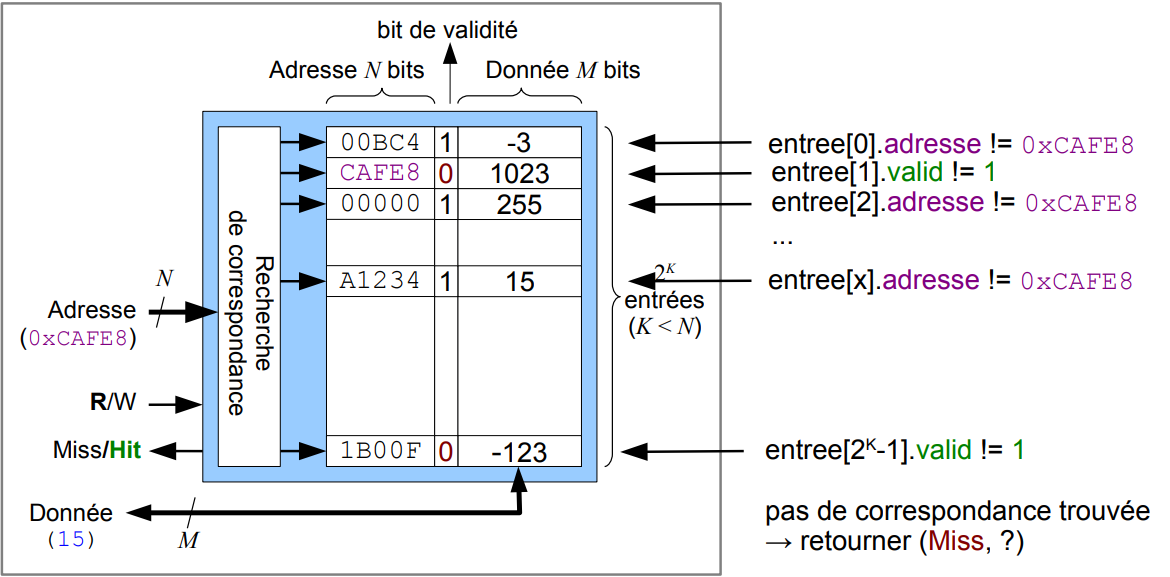 bit de validité
Adresse N bits
Donnée M bits
00BC4 1 -3
CAFE8 0 1023
00000 1 255
A1234 1 15
1B00F 0 -123
Recherche
de correspondance
N
Adresse
(0xCAFE8)
R/W
Miss/Hit
Donnée
(15)
M
2K
entrées
(K < N)
entree[0].adresse != 0xCAFE8
entree[1].valid != 1
entree[2].adresse != 0xCAFE8
...
entree[x].adresse != 0xCAFE8
entree[2K-1].valid != 1
pas de correspondance trouvée
→ retourner (Miss, ?)